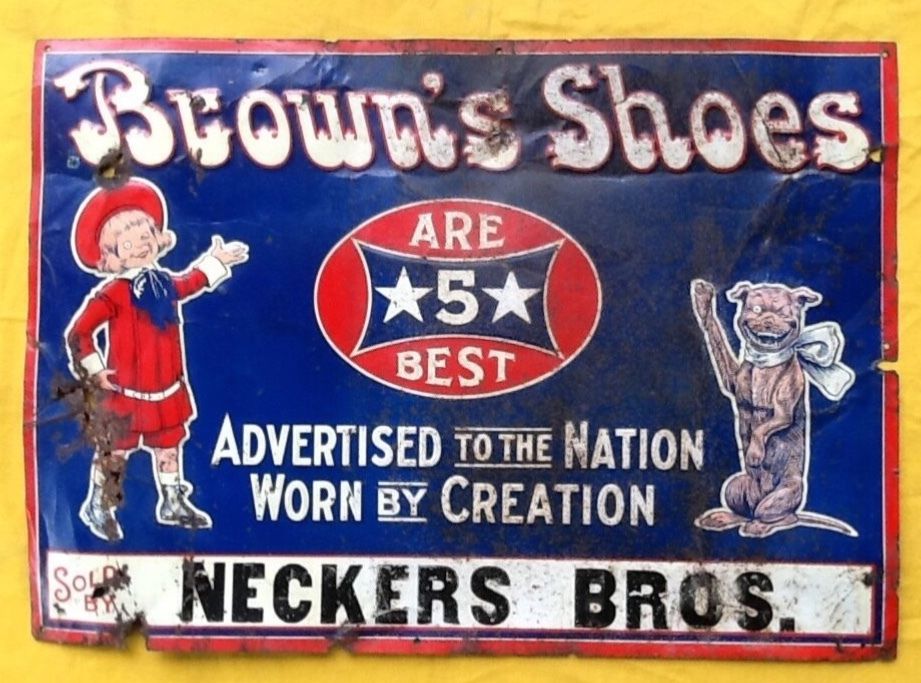 Brown's Shoes
ARE
★5★
BEST
ADVERTISED TO THE NATION
WORN BY CREATION
SOLD BY
NECKERS BROS.